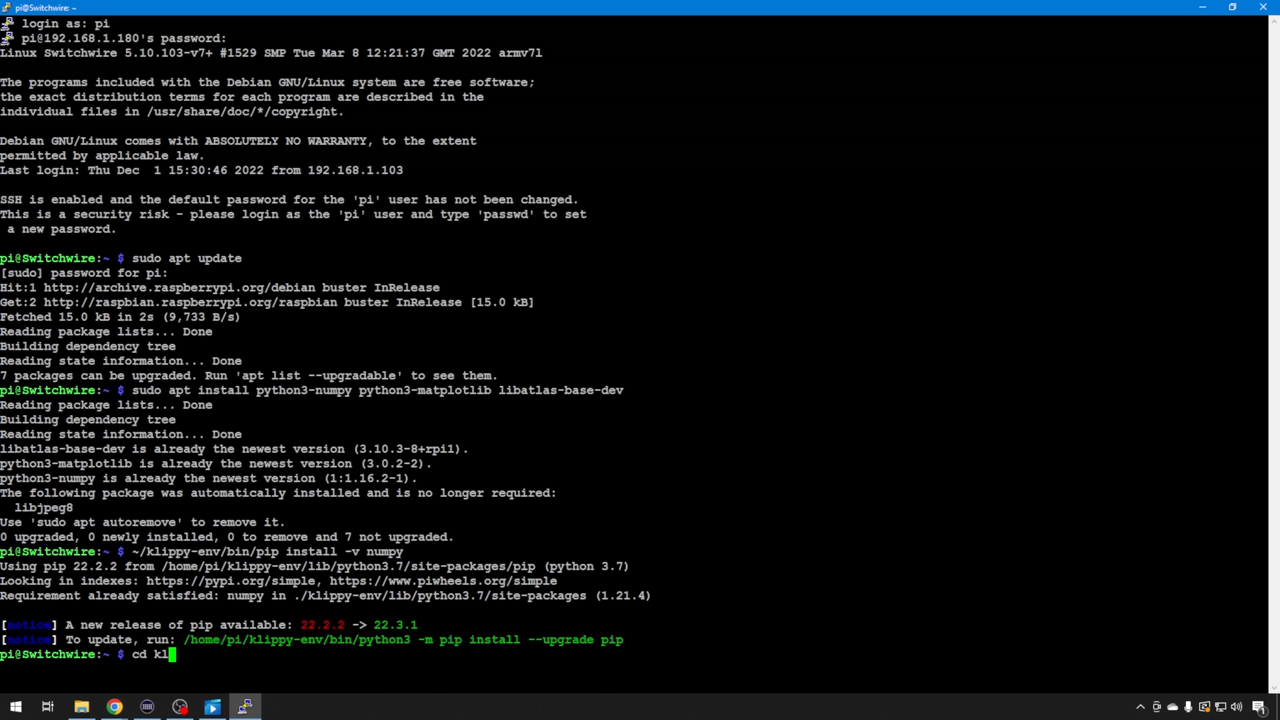 pi@Switchwire: ~
login as: pi
pi@192.168.1.180's password:
Linux Switchwire 5.10.103-v7+ #1529 SMP Tue Mar 8 12:21:37 GMT 2022 armv7l
The programs included with the Debian GNU/Linux system are free software;
the exact distribution terms for each program are described in the
individual files in /usr/share/doc/*/copyright.
Debian GNU/Linux comes with ABSOLUTELY NO WARRANTY, to the extent
permitted by applicable law.
Last login: Thu Dec  1 15:30:46 2022 from 192.168.1.103
SSH is enabled and the default password for the 'pi' user has not been changed.
This is a security risk - please login as the 'pi' user and type 'passwd' to set
 a new password.
pi@Switchwire:~ $ sudo apt update
[sudo] password for pi:
Hit:1 http://archive.raspberrypi.org/debian buster InRelease
Get:2 http://raspbian.raspberrypi.org/raspbian buster InRelease [15.0 kB]
Fetched 15.0 kB in 2s (9,733 B/s)
Reading package lists... Done
Building dependency tree
Reading state information... Done
7 packages can be upgraded. Run 'apt list --upgradable' to see them.
pi@Switchwire:~ $ sudo apt install python3-numpy python3-matplotlib libatlas-base-dev
Reading package lists... Done
Building dependency tree
Reading state information... Done
libatlas-base-dev is already the newest version (3.10.3-8+rpi1).
python3-matplotlib is already the newest version (3.0.2-2).
python3-numpy is already the newest version (1:1.16.2-1).
The following package was automatically installed and is no longer required:
  libjpeg8
Use 'sudo apt autoremove' to remove it.
0 upgraded, 0 newly installed, 0 to remove and 7 not upgraded.
pi@Switchwire:~ $ ~/klippy-env/bin/pip install -v numpy
Using pip 22.2.2 from /home/pi/klippy-env/lib/python3.7/site-packages/pip (python 3.7)
Looking in indexes: https://pypi.org/simple, https://www.piwheels.org/simple
Requirement already satisfied: numpy in ./klippy-env/lib/python3.7/site-packages (1.21.4)
[notice] A new release of pip available: 22.2.2 -> 22.3.1
[notice] To update, run: /home/pi/klippy-env/bin/python3 -m pip install --upgrade pip
pi@Switchwire:~ $ cd kl